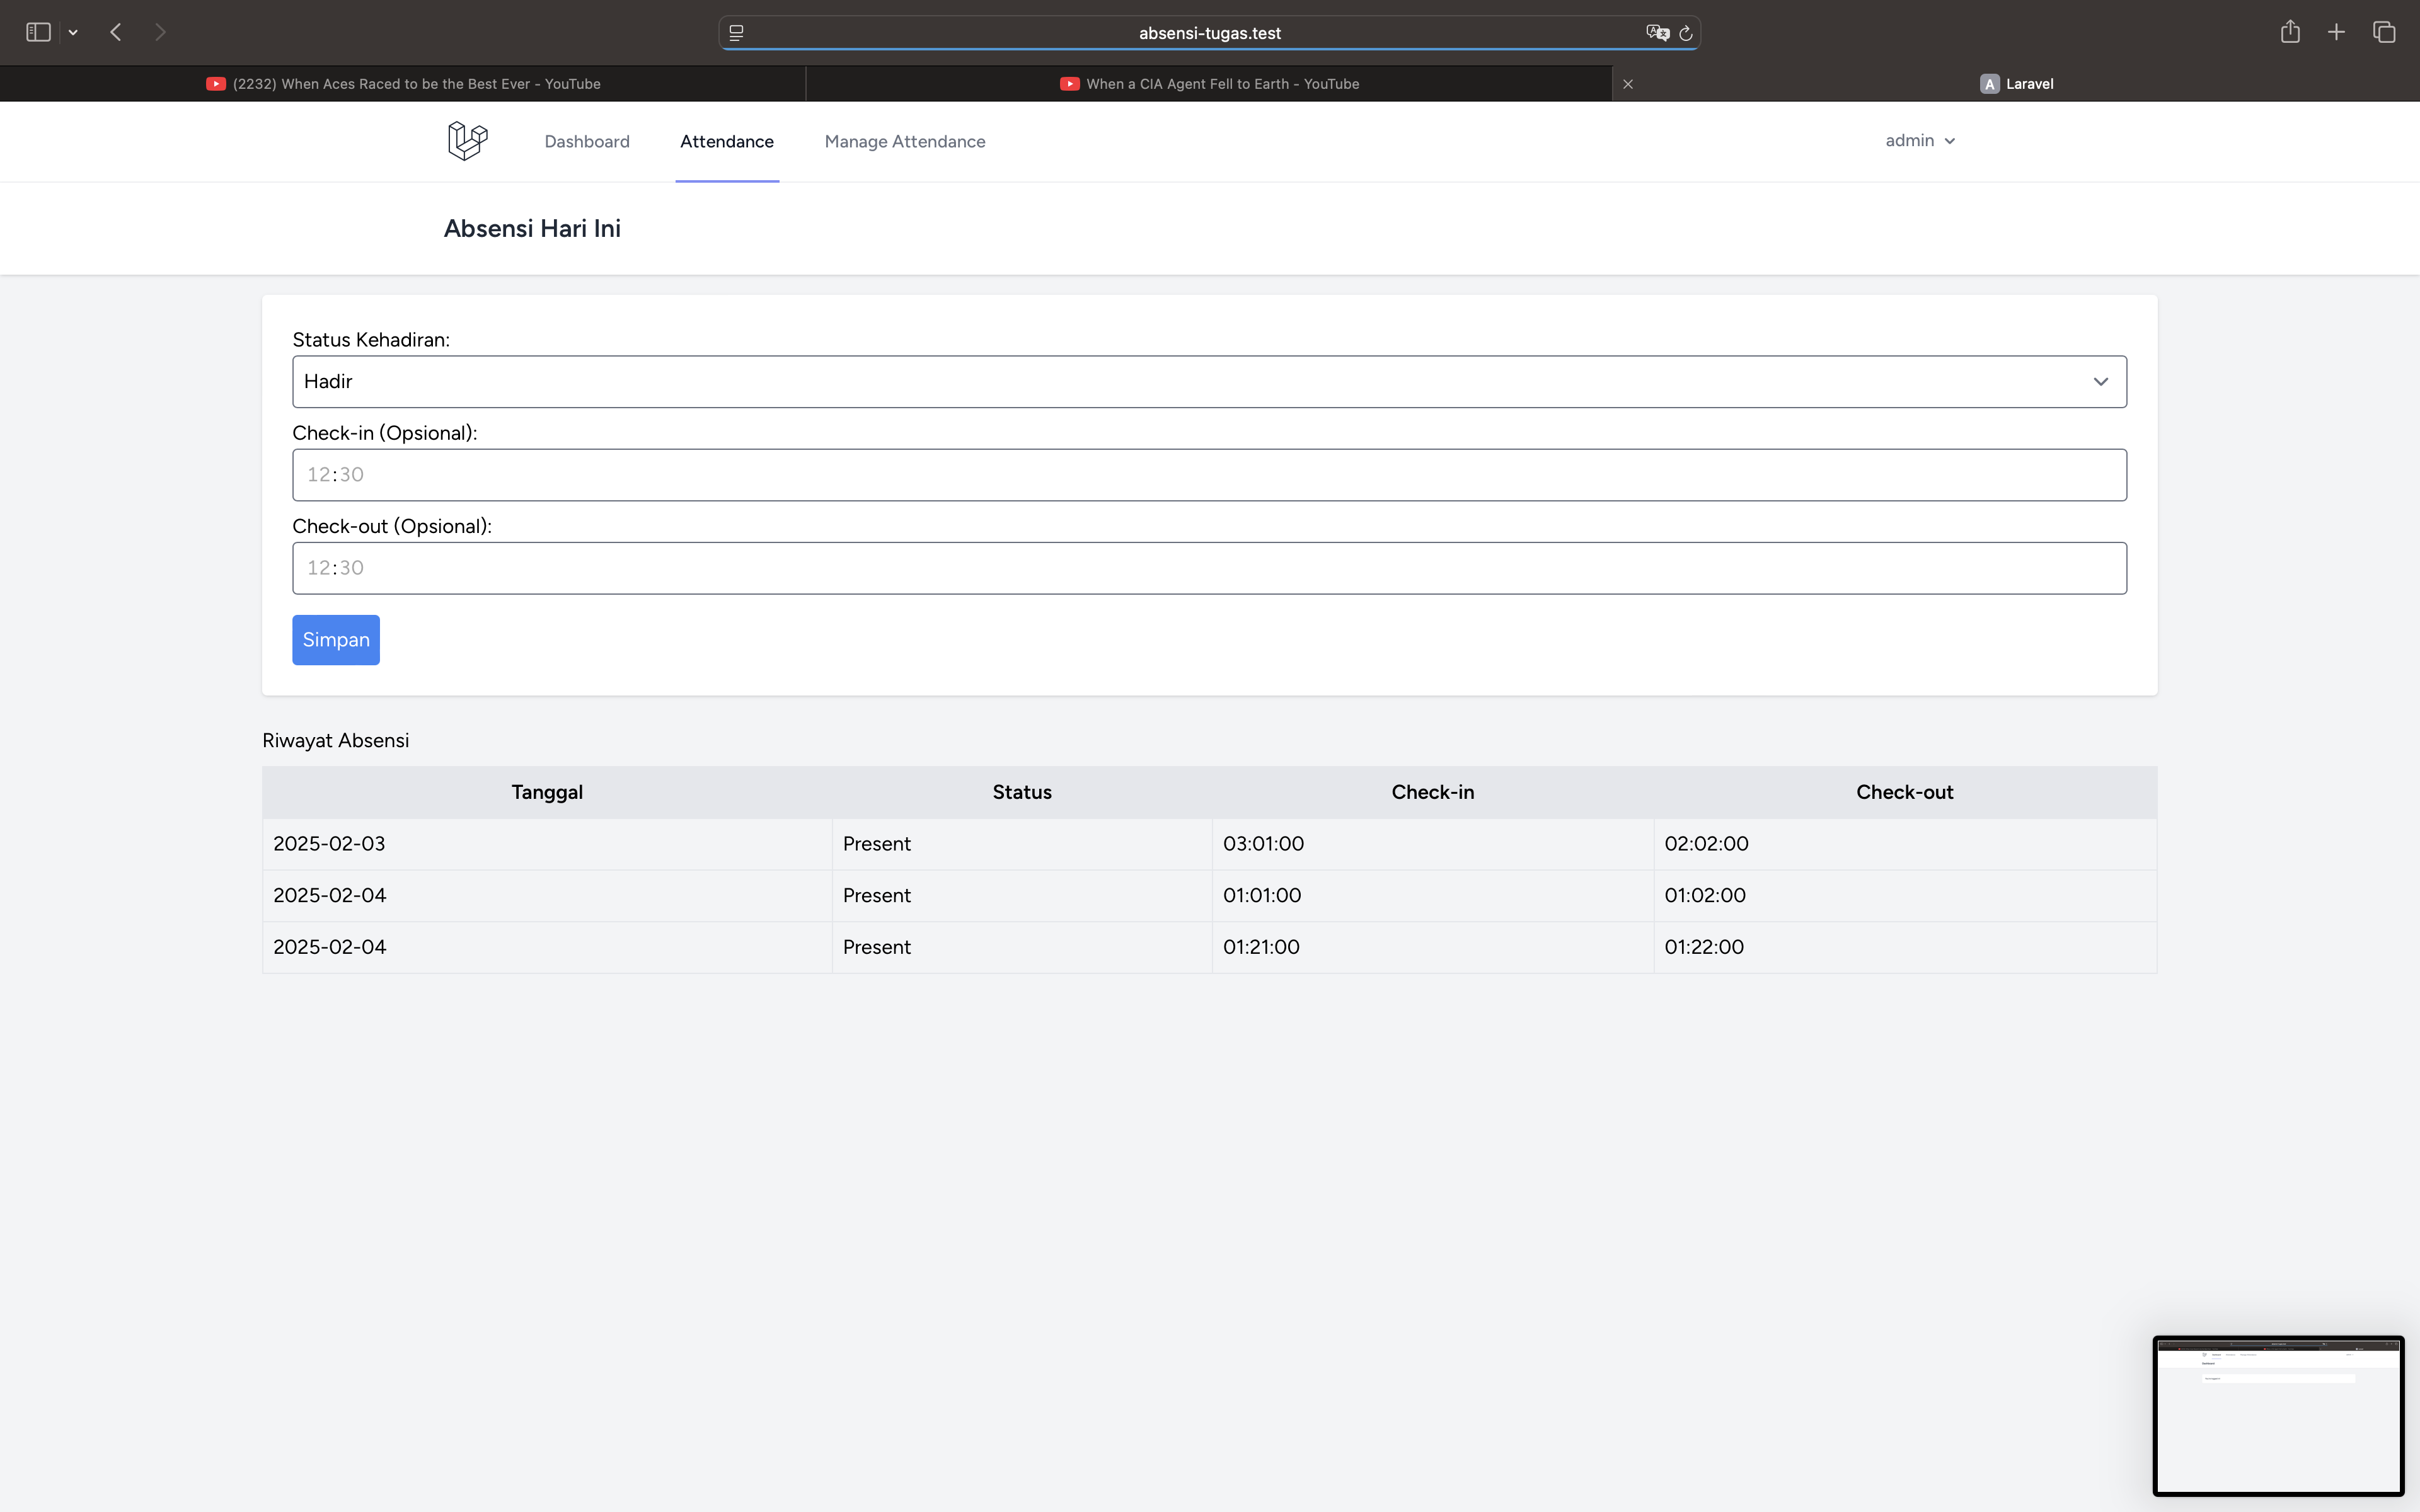 absensi-tugas.test
(2232) When Aces Raced to be the Best Ever - YouTube
When a CIA Agent Fell to Earth - YouTube
A Laravel
Dashboard
Attendance
Manage Attendance
admin
Absensi Hari Ini
Status Kehadiran:
Hadir
Check-in (Opsional):
12:30
Check-out (Opsional):
12:30
Simpan
Riwayat Absensi
Tanggal Status Check-in Check-out
2025-02-03 Present 03:01:00 02:02:00
2025-02-04 Present 01:01:00 01:02:00
2025-02-04 Present 01:21:00 01:22:00